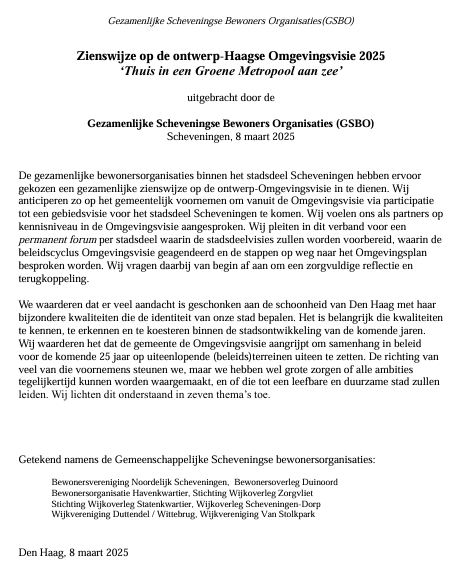 Gezamenlijke Scheveningse Bewoners Organisaties(GSBO)
Zienswijze op de ontwerp-Haagse Omgevingsvisie 2025
‘Thuis in een Groene Metropool aan zee’
uitgebracht door de
Gezamenlijke Scheveningse Bewoners Organisaties (GSBO)
Scheveningen, 8 maart 2025
De gezamenlijke bewonersorganisaties binnen het stadsdeel Scheveningen hebben ervoor
gekozen een gezamenlijke zienswijze op de ontwerp-Omgevingsvisie in te dienen. Wij
anticiperen zo op het gemeentelijk voornemen om vanuit de Omgevingsvisie via participatie
tot een gebiedsvisie voor het stadsdeel Scheveningen te komen. Wij voelen ons als partners op
kennisniveau in de Omgevingsvisie aangesproken. Wij pleiten in dit verband voor een
permanent forum per stadsdeel waarin de stadsdeelvisies zullen worden voorbereid, waarin de
beleidscyclus Omgevingsvisie geagendeerd en de stappen op weg naar het Omgevingsplan
besproken worden. Wij vragen daarbij van begin af aan om een zorgvuldige reflectie en
terugkoppeling.
We waarderen dat er veel aandacht is geschonken aan de schoonheid van Den Haag met haar
bijzondere kwaliteiten die de identiteit van onze stad bepalen. Het is belangrijk die kwaliteiten
te kennen, te erkennen en te koesteren binnen de stadsontwikkeling van de komende jaren.
Wij waarderen het dat de gemeente de Omgevingsvisie aangrijpt om samenhang in beleid
voor de komende 25 jaar op uiteenlopende (beleids)terreinen uiteen te zetten. De richting van
veel van die voornemens steunen we, maar we hebben wel grote zorgen of alle ambities
tegelijkertijd kunnen worden waargemaakt, en of die tot een leefbare en duurzame stad zullen
leiden. Wij lichten dit onderstaand in zeven thema’s toe.
Getekend namens de Gemeenschappelijke Scheveningse bewonersorganisaties:
Bewonersvereniging Noordelijk Scheveningen, Bewonersoverleg Duinoord
Bewonersorganisatie Havenkwartier, Stichting Wijkoverleg Zorgvliet
Stichting Wijkoverleg Statenkwartier, Wijkoverleg Scheveningen-Dorp
Wijkvereniging Duttendel / Wittebrug, Wijkvereniging Van Stolkpark
Den Haag, 8 maart 2025